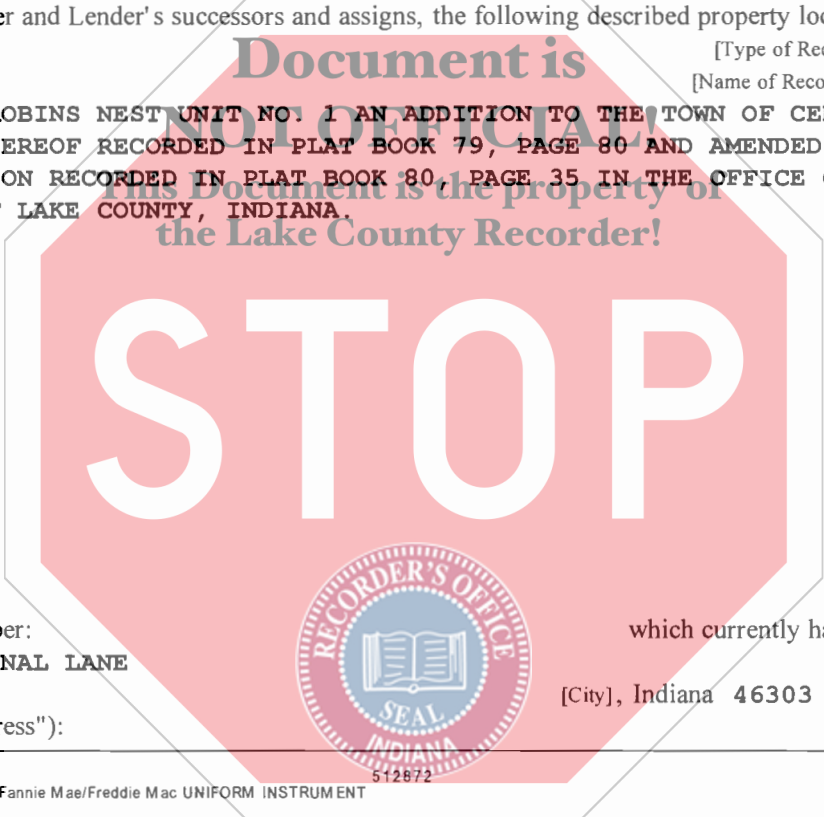 er and Lender's successors and assigns, the following described property loc
Document is
[Type of Rec
[Name of Reco
OBINS NEST UNIT NO. 1 AN ADDITION TO THE TOWN OF CE
NOT OFFICIAL!
EREOF RECORDED IN PLAT BOOK 79, PAGE 80 AND AMENDED
ON RECORDED IN PLAT BOOK 80, PAGE 35 IN THE OFFICE
This Document is the property of
LAKE COUNTY, INDIANA.
the Lake County Recorder!
STOP
RECORDER'S OFFICE
SEAL
INDIANA
er:
which currently ha
NAL LANE
[City], Indiana 46303
ress"):
512872
Fannie Mae/Freddie Mac UNIFORM INSTRUMENT